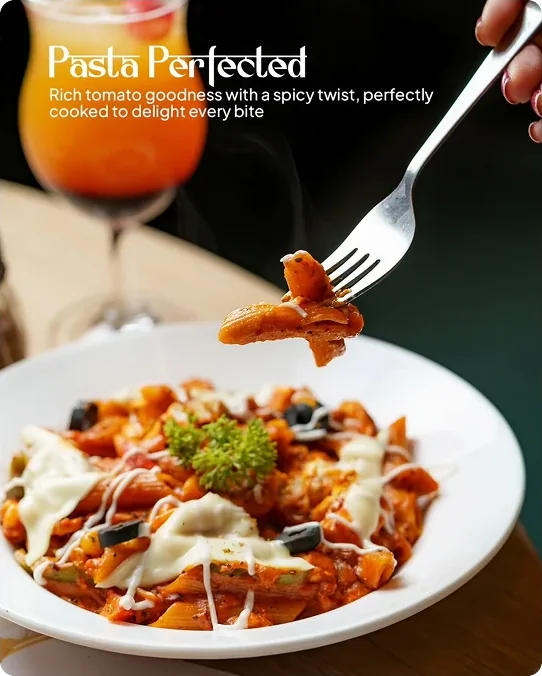 Pasta Perfected
Rich tomato goodness with a spicy twist, perfectly
cooked to delight every bite